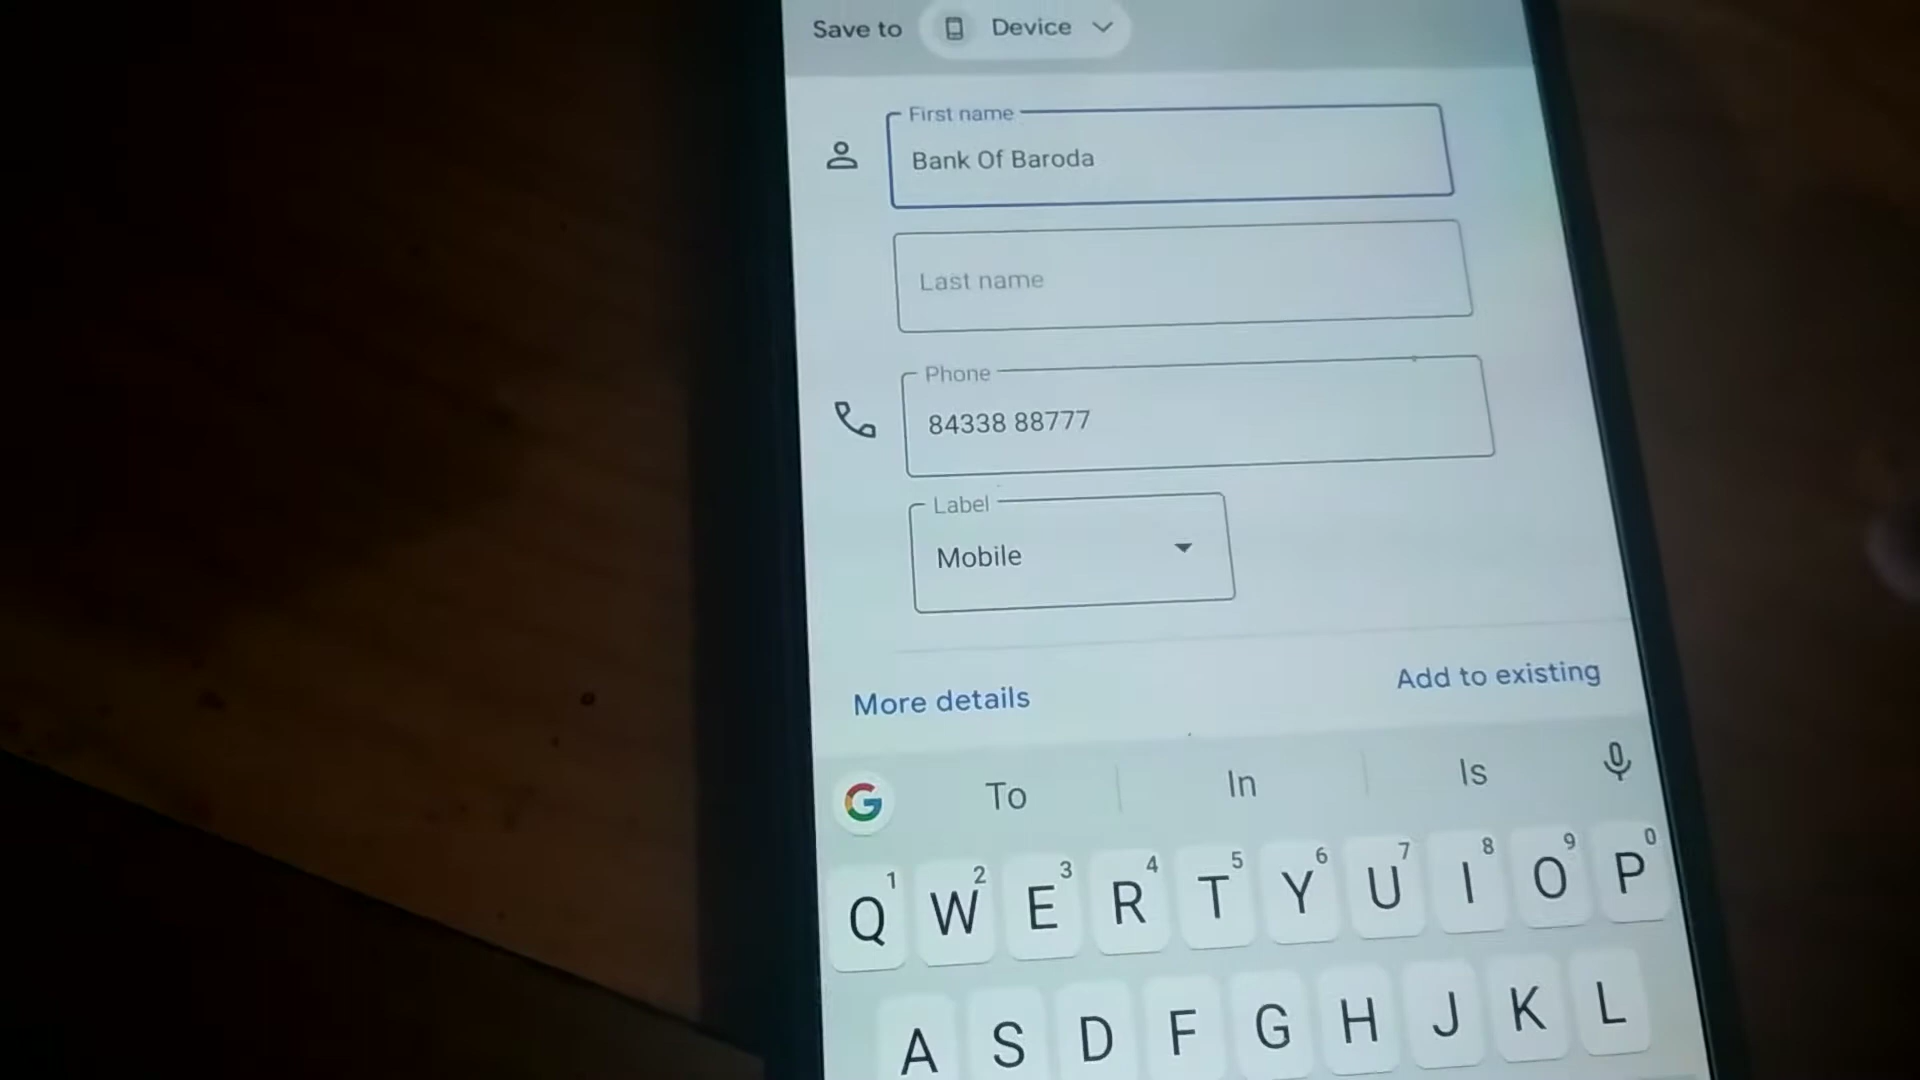 Save to Device
First name
Bank Of Baroda
Last name
Phone
84338 88777
Label
Mobile
More details Add to existing
G To In Is
Q1 W2 E3 R4 T5 Y6 U7 I8 O9 P0
A S D F G H J K L